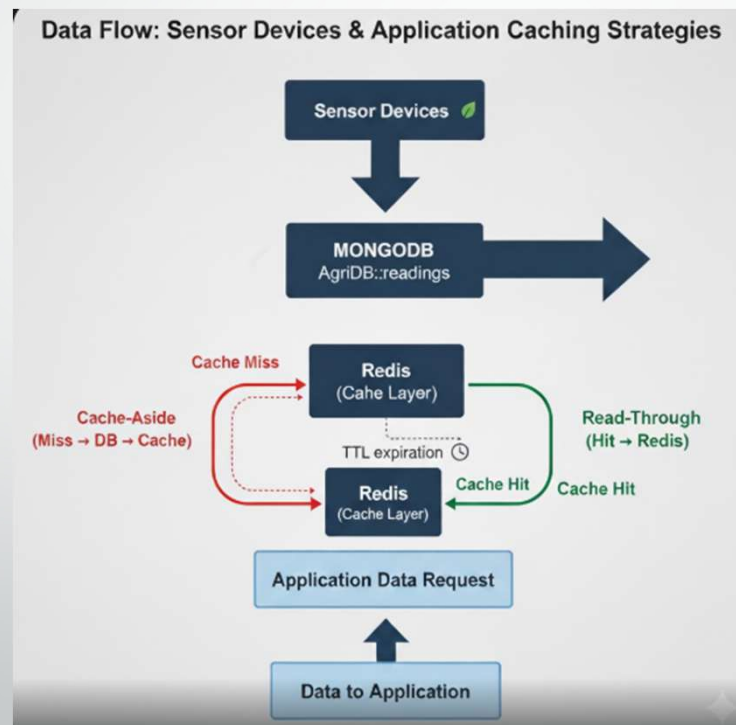 Data Flow: Sensor Devices & Application Caching Strategies
Sensor Devices
MONGODB
AgriDB::readings
Cache Miss
Redis
(Cahe Layer)
Cache-Aside
(Miss → DB → Cache)
Read-Through
(Hit → Redis)
TTL expiration
Redis
(Cache Layer)
Cache Hit
Cache Hit
Application Data Request
Data to Application